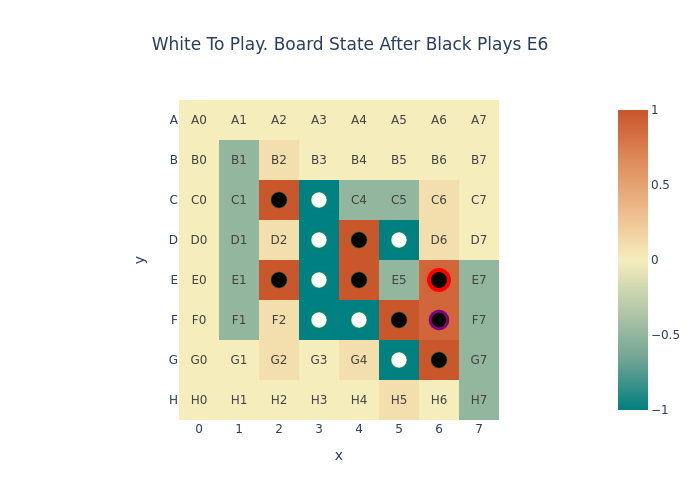 White To Play. Board State After Black Plays E6
A A0 A1 A2 A3 A4 A5 A6 A7
B B0 B1 B2 B3 B4 B5 B6 B7
C C0 C1 C4 C5 C6 C7
D D0 D1 D2 D6 D7
E E0 E1 E5 E7
F F0 F1 F2 F7
G G0 G1 G2 G3 G4 G7
H H0 H1 H2 H3 H4 H5 H6 H7
0 1 2 3 4 5 6 7
x
y
1
0.5
0
−0.5
−1